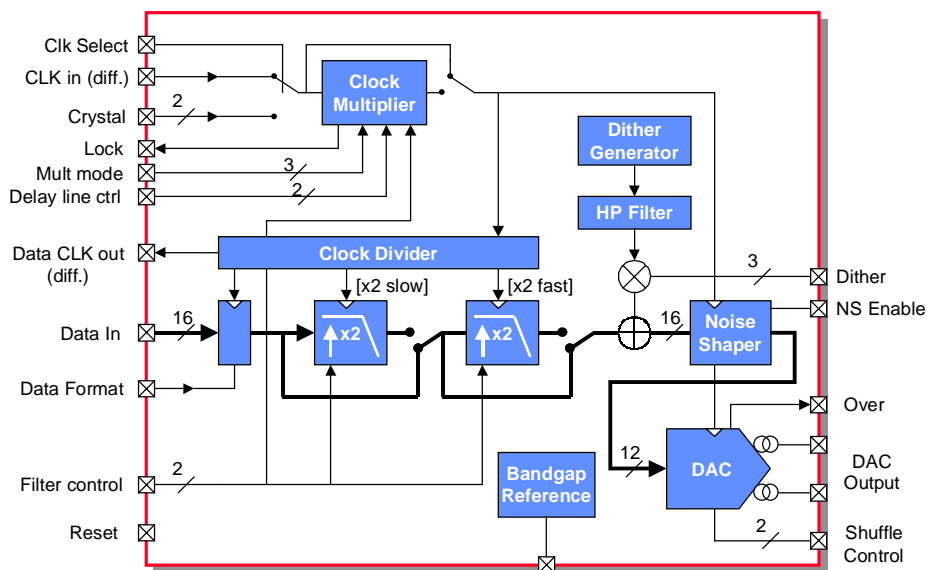 Clk Select
CLK in (diff.)
Crystal
2
Lock
Mult mode
3
Delay line ctrl
2
Clock
Multiplier
Dither
Generator
HP Filter
Data CLK out
(diff.)
Clock Divider
3
Dither
NS Enable
[x2 slow]
[x2 fast]
Data In
16
x2
x2
16
Noise
Shaper
Data Format
Over
12
DAC
DAC
Output
Filter control
2
Bandgap
Reference
Reset
2
Shuffle
Control